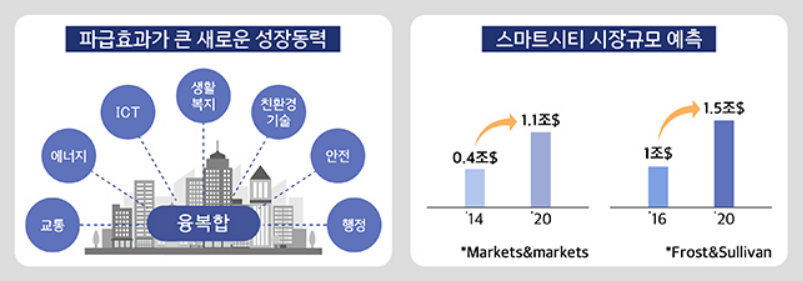 파급효과가 큰 새로운 성장동력
생활
복지
ICT
친환경
기술
에너지
안전
교통
융복합
행정
스마트시티 시장규모 예측
0.4조$
1.1조$
'14
'20
*Markets&markets
1조$
1.5조$
'16
'20
*Frost&Sullivan